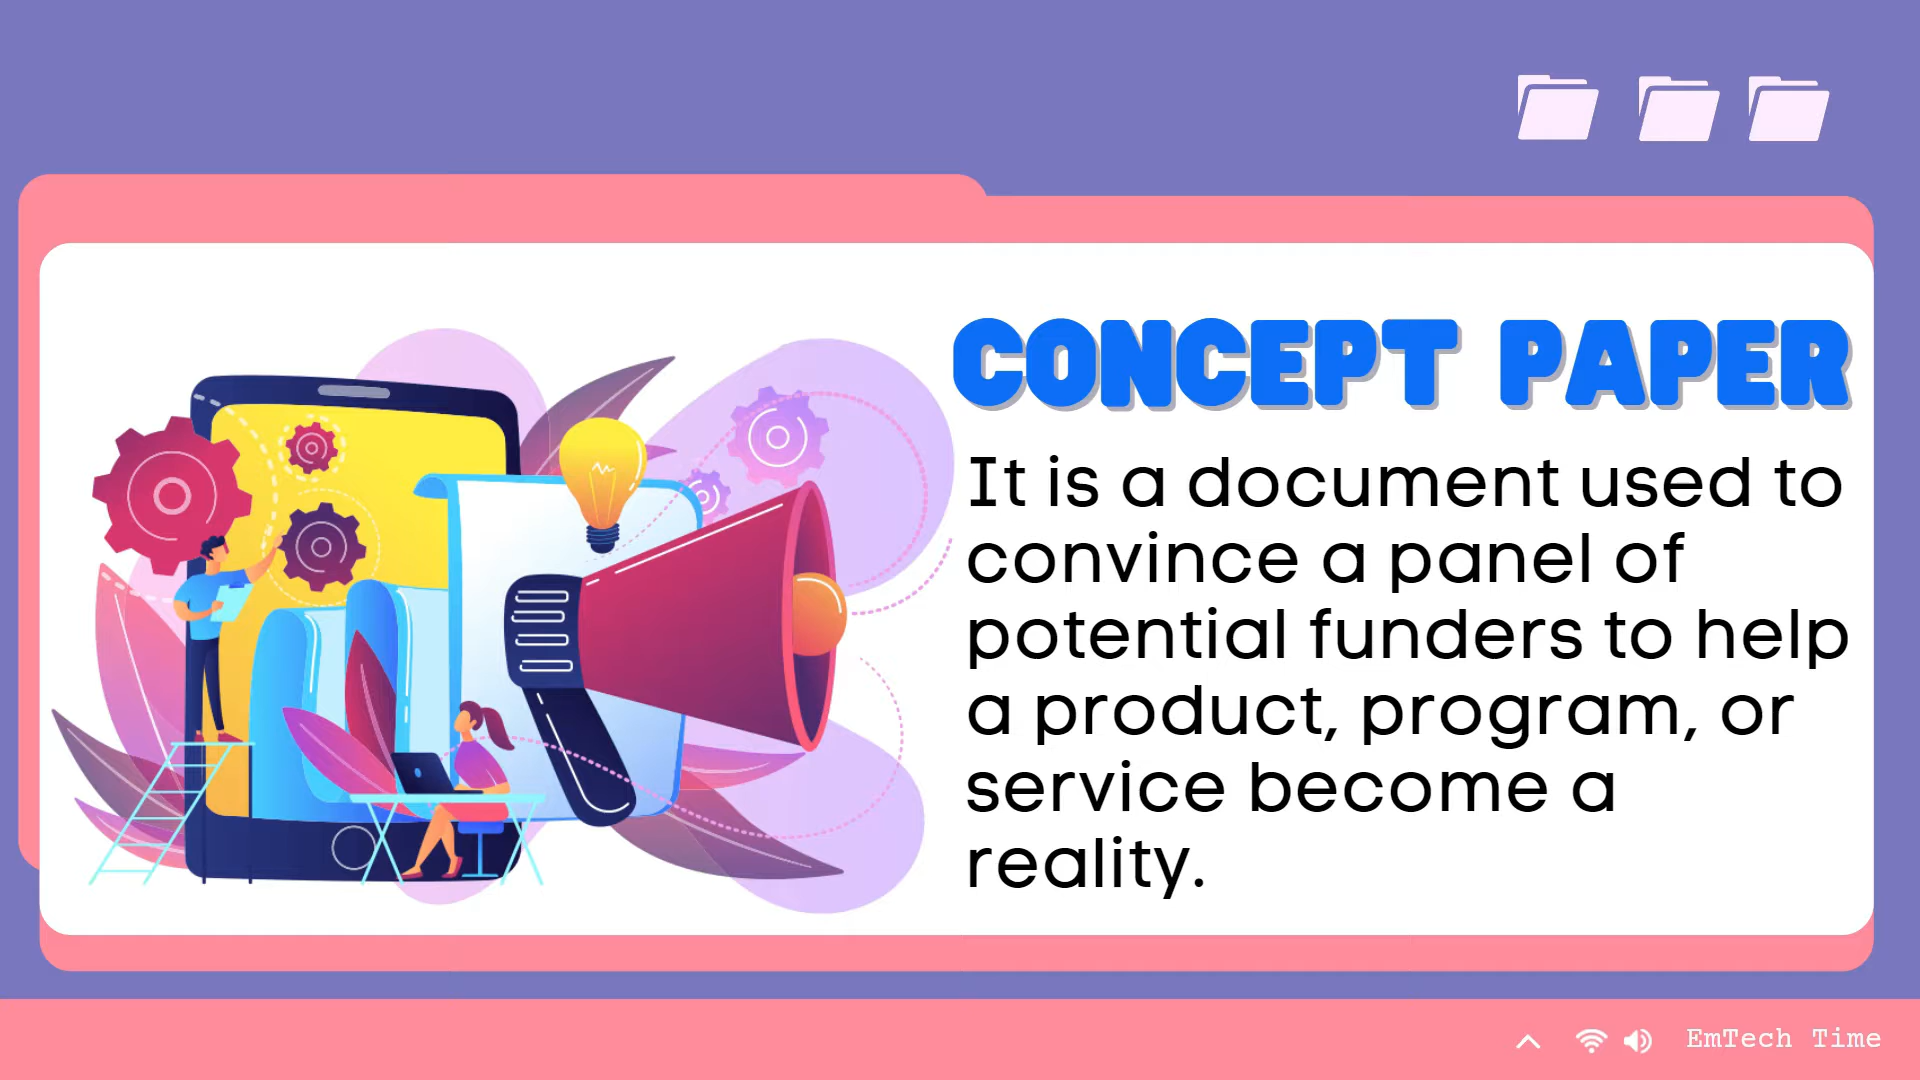 CONCEPT PAPER
It is a document used to
convince a panel of
potential funders to help
a product, program, or
service become a
reality.
EmTech Time